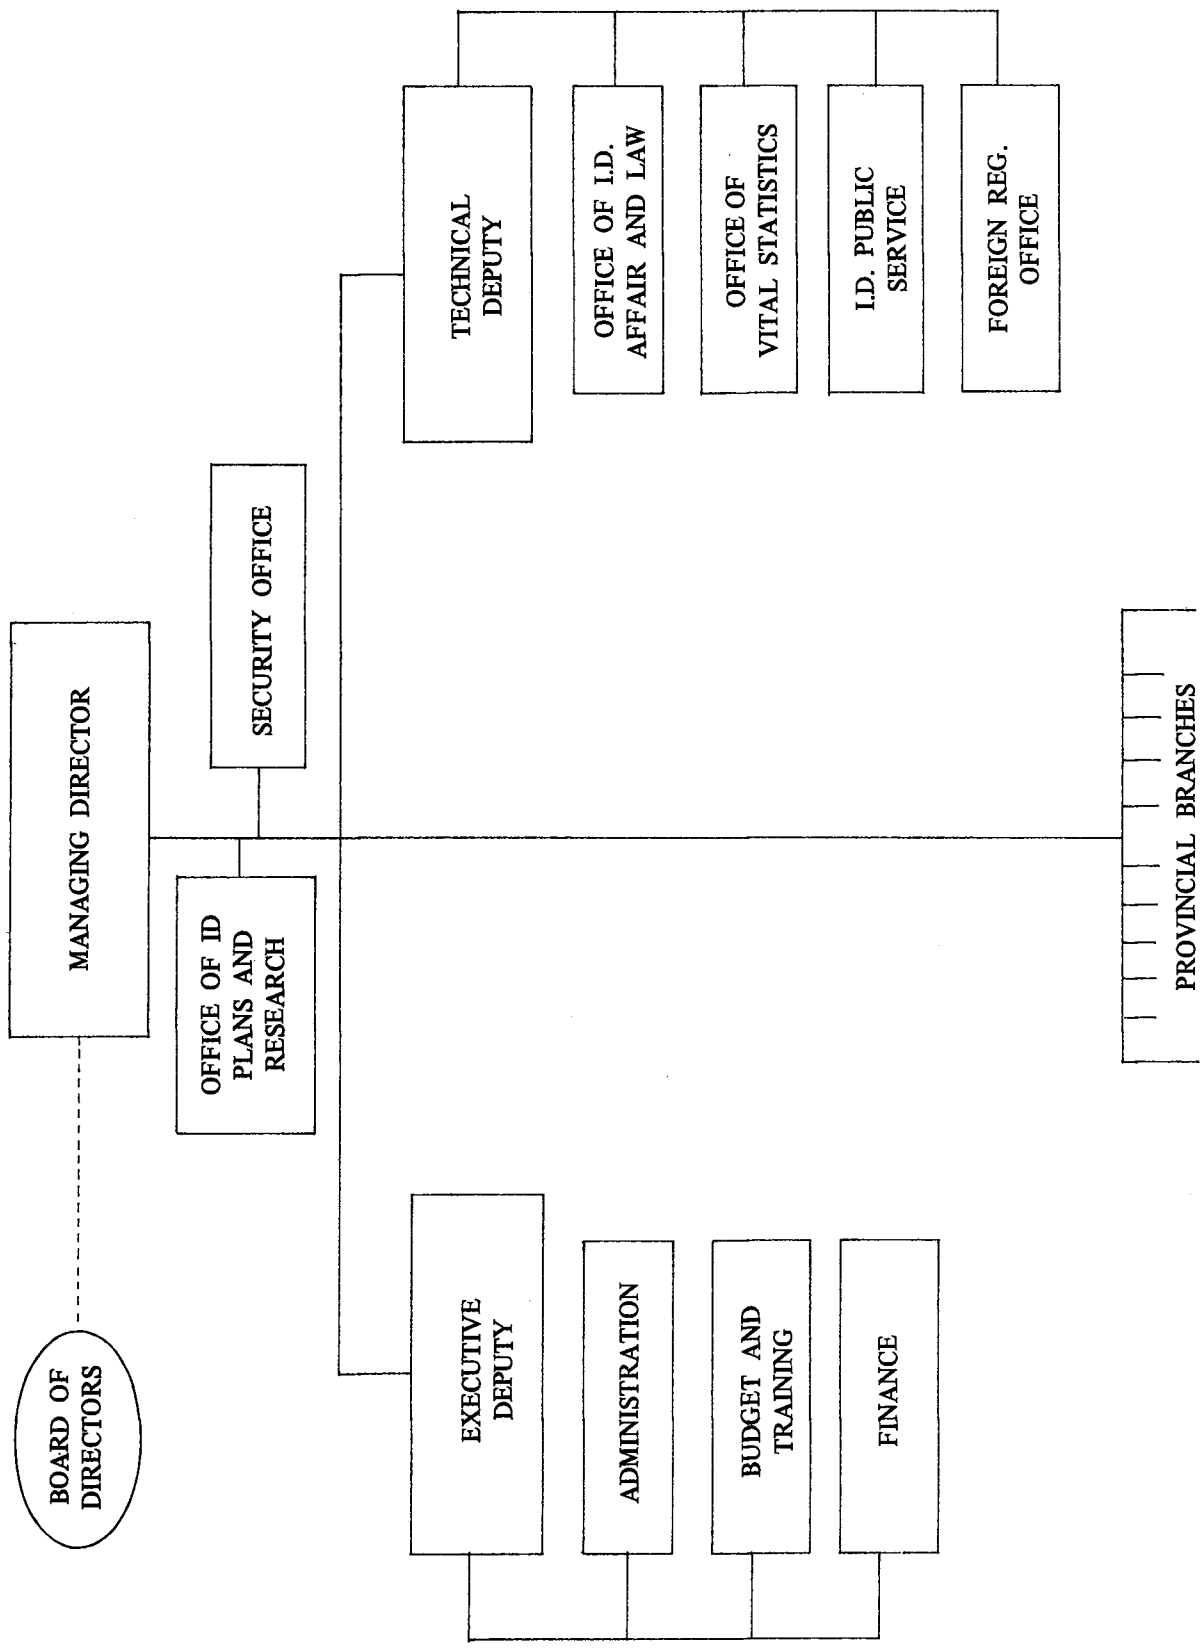 BOARD OF
DIRECTORS
MANAGING DIRECTOR
OFFICE OF ID
PLANS AND
RESEARCH
SECURITY OFFICE
EXECUTIVE
DEPUTY
ADMINISTRATION
BUDGET AND
TRAINING
FINANCE
TECHNICAL
DEPUTY
OFFICE OF I.D.
AFFAIR AND LAW
OFFICE OF
VITAL STATISTICS
I.D. PUBLIC
SERVICE
FOREIGN REG.
OFFICE
PROVINCIAL BRANCHES